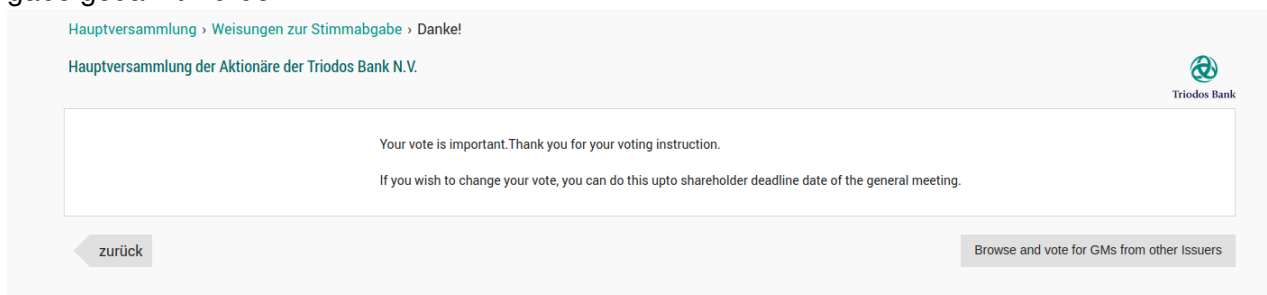 Hauptversammlung › Weisungen zur Stimmabgabe › Danke!
Hauptversammlung der Aktionäre der Triodos Bank N.V.
Triodos Bank
Your vote is important.Thank you for your voting instruction.
If you wish to change your vote, you can do this upto shareholder deadline date of the general meeting.
zurück
Browse and vote for GMs from other Issuers